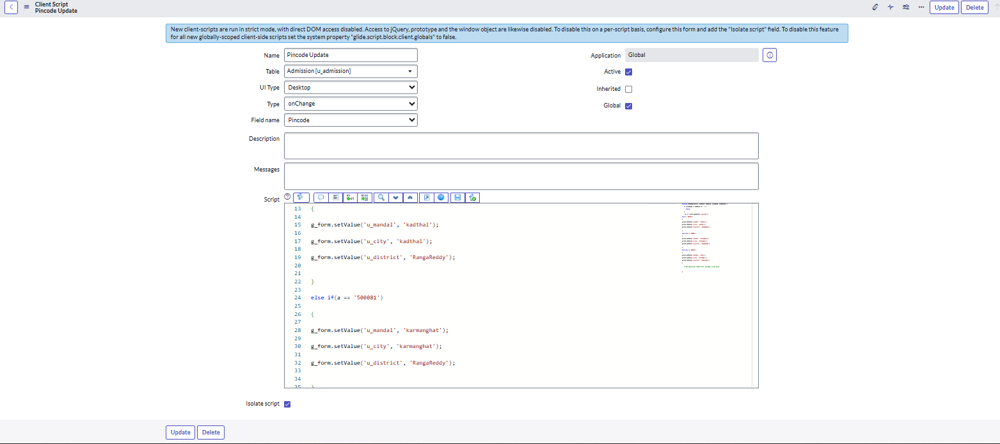 Client Script
Pincode Update
Update
Delete
New client-scripts are run in strict mode, with direct DOM access disabled. Access to jQuery, prototype and the window object are likewise disabled. To disable this on a per-script basis, configure this form and add the "Isolate script" field. To disable this feature
for all new globally-scoped client-side scripts set the system property "glide.script.block.client.globals" to false.
Name Pincode Update
Application Global
Table Admission [u_admission]
Active
UI Type Desktop
Inherited
Type onChange
Global
Field name Pincode
Description
Messages
Script
13 {
14
15 g_form.setValue('u_mandal', 'kadthal');
16
17 g_form.setValue('u_city', 'kadthal');
18
19 g_form.setValue('u_district', 'RangaReddy');
20
21
22 }
23
24 else if(a == '500081')
25
26 {
27
28 g_form.setValue('u_mandal', 'karmanghat');
29
30 g_form.setValue('u_city', 'karmanghat');
31
32 g_form.setValue('u_district', 'RangaReddy');
33
34
35 }
Isolate script
Update
Delete